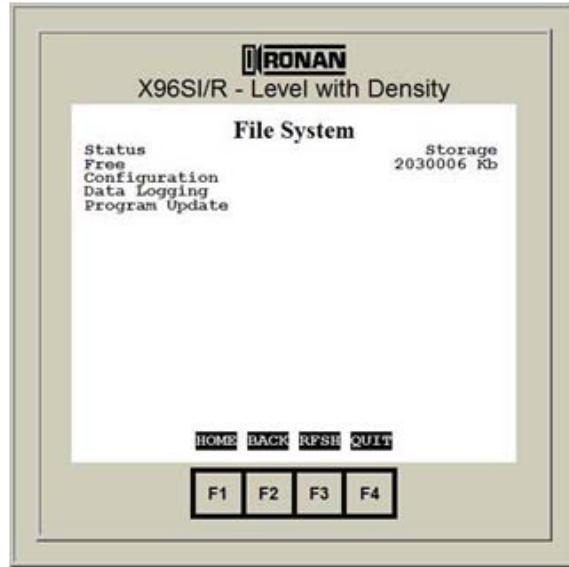 RONAN
X96SI/R - Level with Density
File System
Status Storage
Free 2030006 Kb
Configuration
Data Logging
Program Update
HOME BACK RFSH QUIT
F1 F2 F3 F4